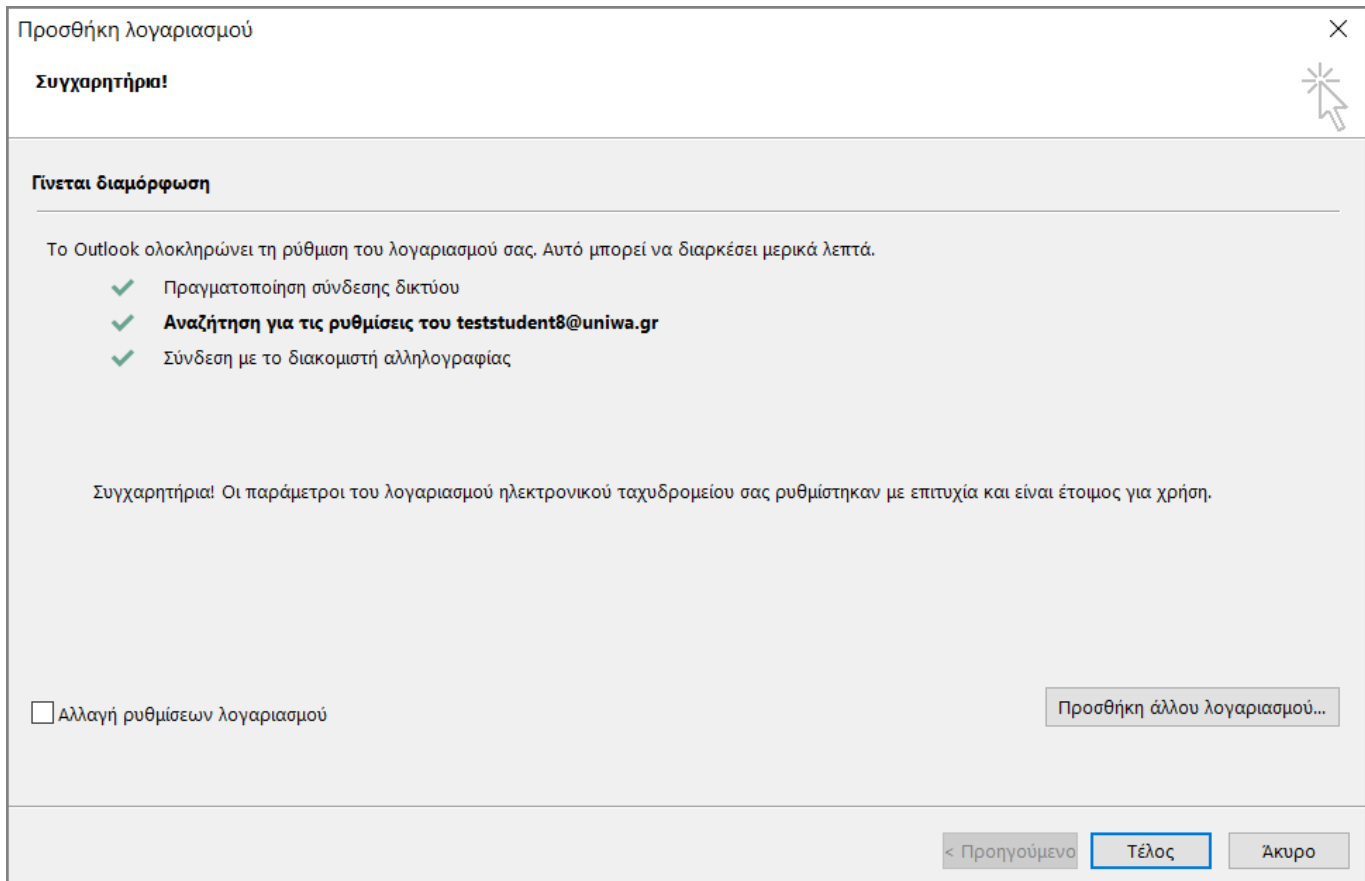 Προσθήκη λογαριασμού
Συγχαρητήρια!
Γίνεται διαμόρφωση
Το Outlook ολοκληρώνει τη ρύθμιση του λογαριασμού σας. Αυτό μπορεί να διαρκέσει μερικά λεπτά.
Πραγματοποίηση σύνδεσης δικτύου
Αναζήτηση για τις ρυθμίσεις του teststudent8@uniwa.gr
Σύνδεση με το διακομιστή αλληλογραφίας
Συγχαρητήρια! Οι παράμετροι του λογαριασμού ηλεκτρονικού ταχυδρομείου σας ρυθμίστηκαν με επιτυχία και είναι έτοιμος για χρήση.
Αλλαγή ρυθμίσεων λογαριασμού
Προσθήκη άλλου λογαριασμού...
< Προηγούμενο
Τέλος
Άκυρο